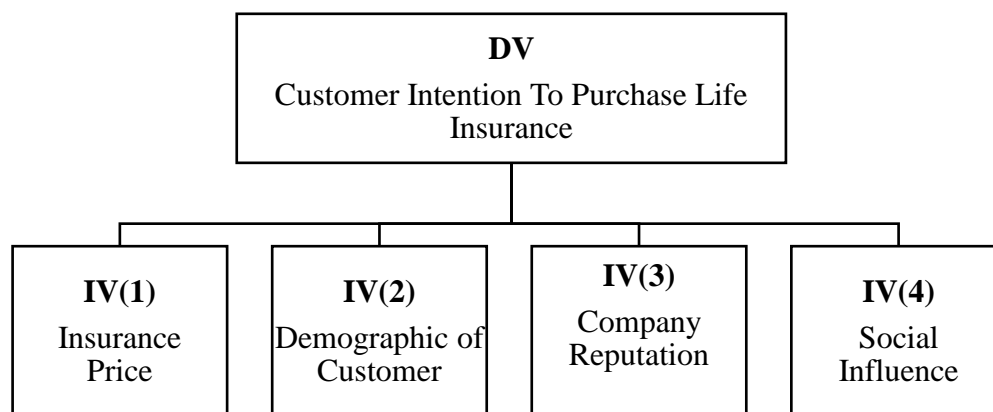 DV
Customer Intention To Purchase Life
Insurance
IV(1)
Insurance
Price
IV(2)
Demographic of
Customer
IV(3)
Company
Reputation
IV(4)
Social
Influence